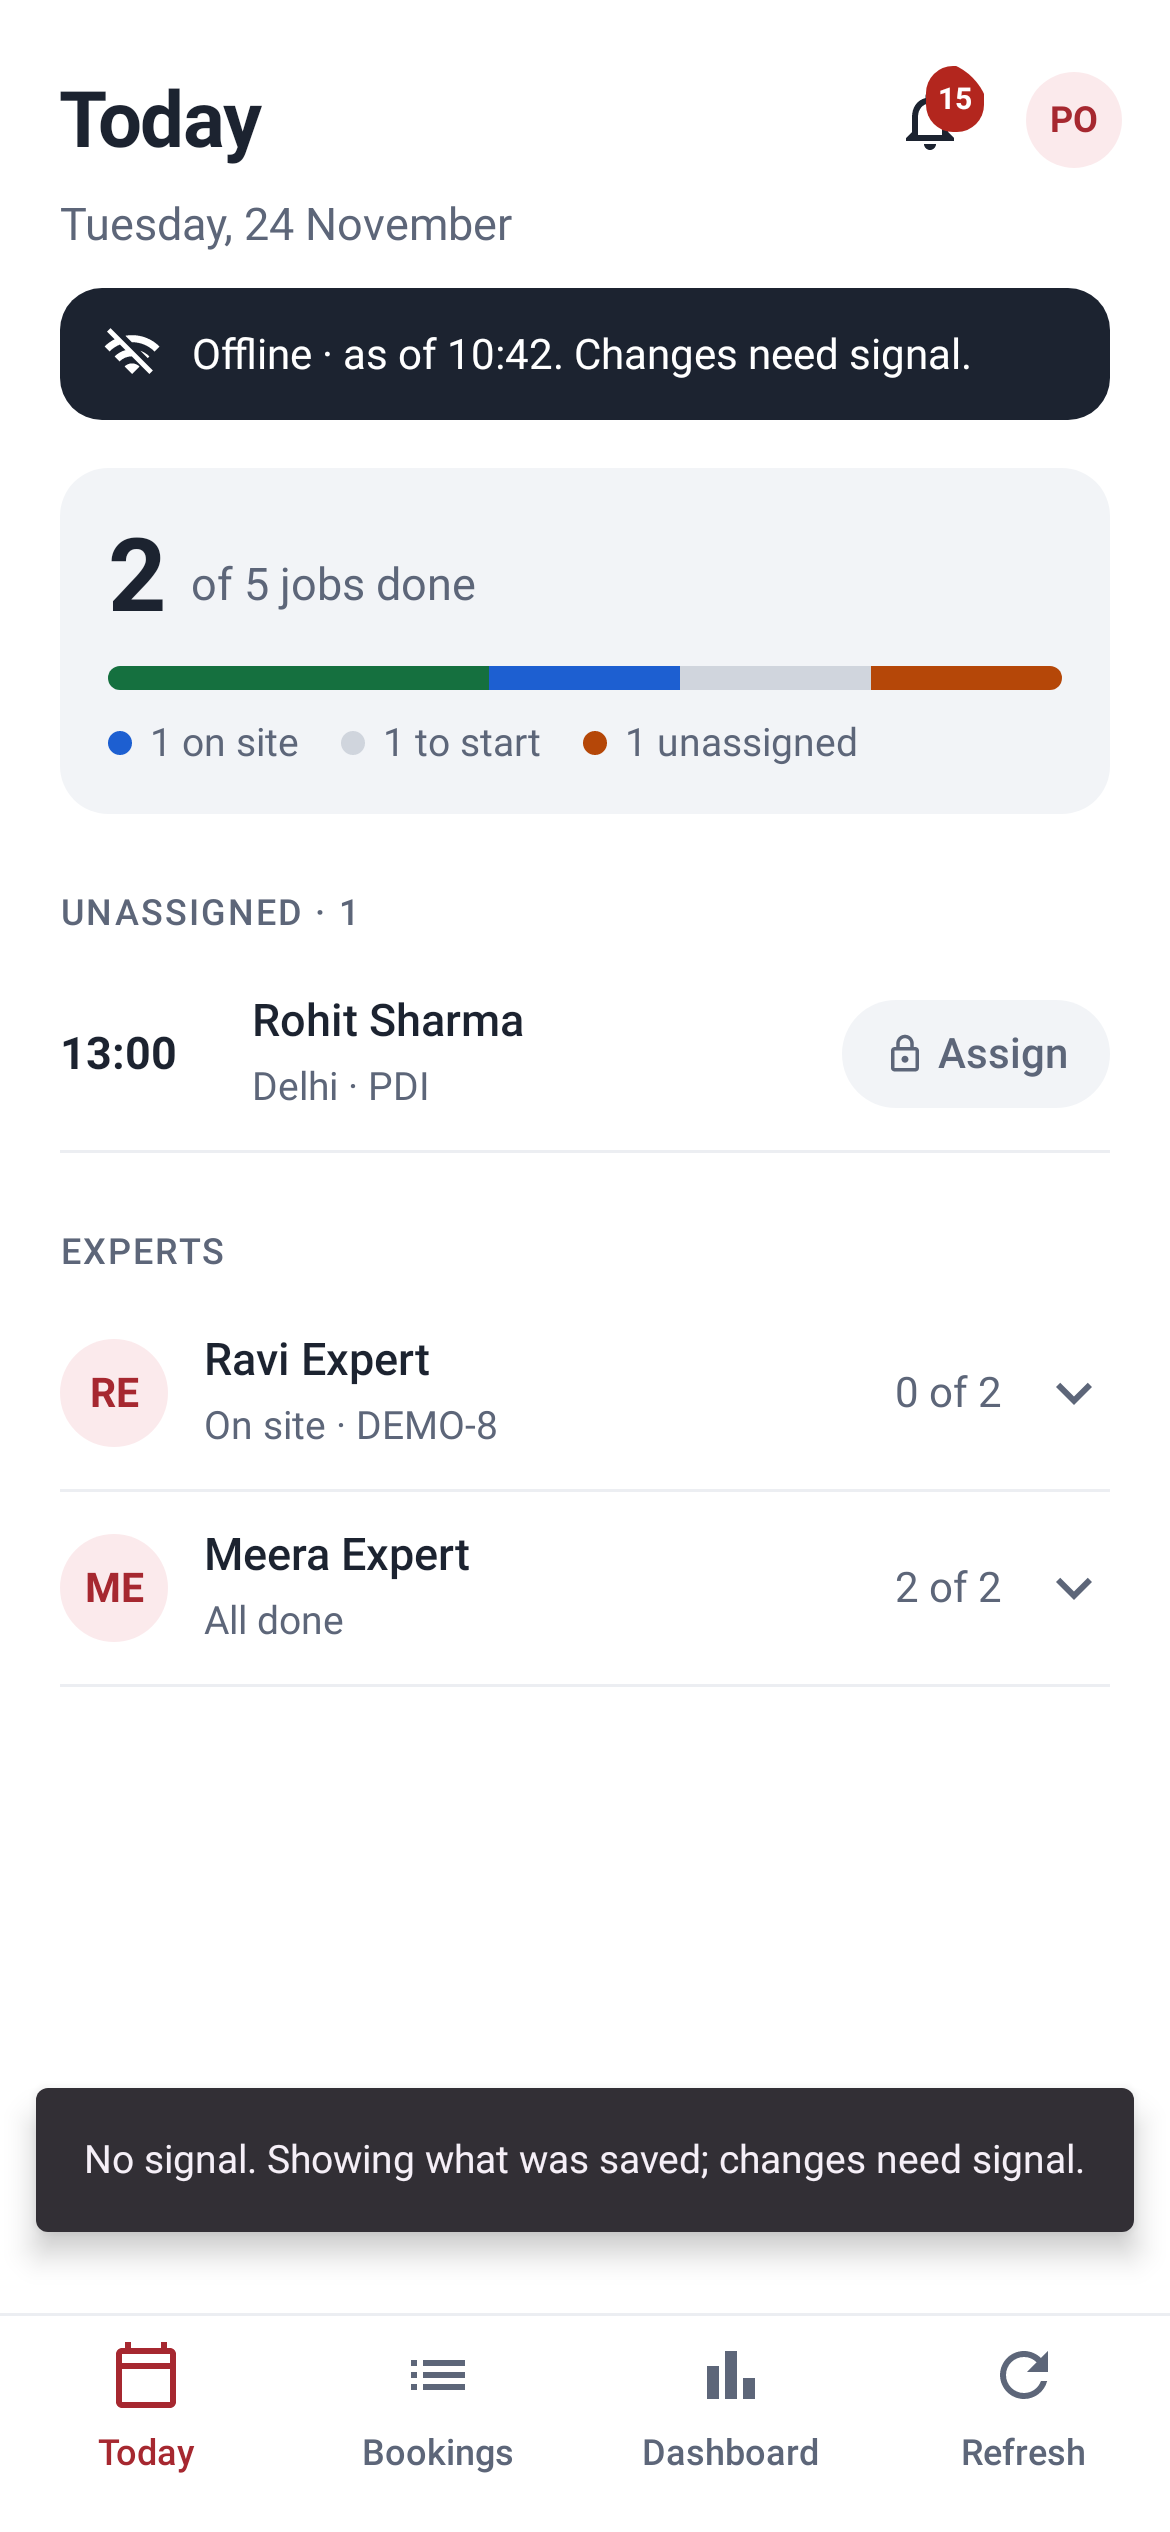 Today
15
PO
Tuesday, 24 November
Offline · as of 10:42. Changes need signal.
2 of 5 jobs done
1 on site 1 to start 1 unassigned
UNASSIGNED · 1
13:00
Rohit Sharma
Delhi · PDI
Assign
EXPERTS
RE
Ravi Expert
On site · DEMO-8
0 of 2
ME
Meera Expert
All done
2 of 2
No signal. Showing what was saved; changes need signal.
Today
Bookings
Dashboard
Refresh